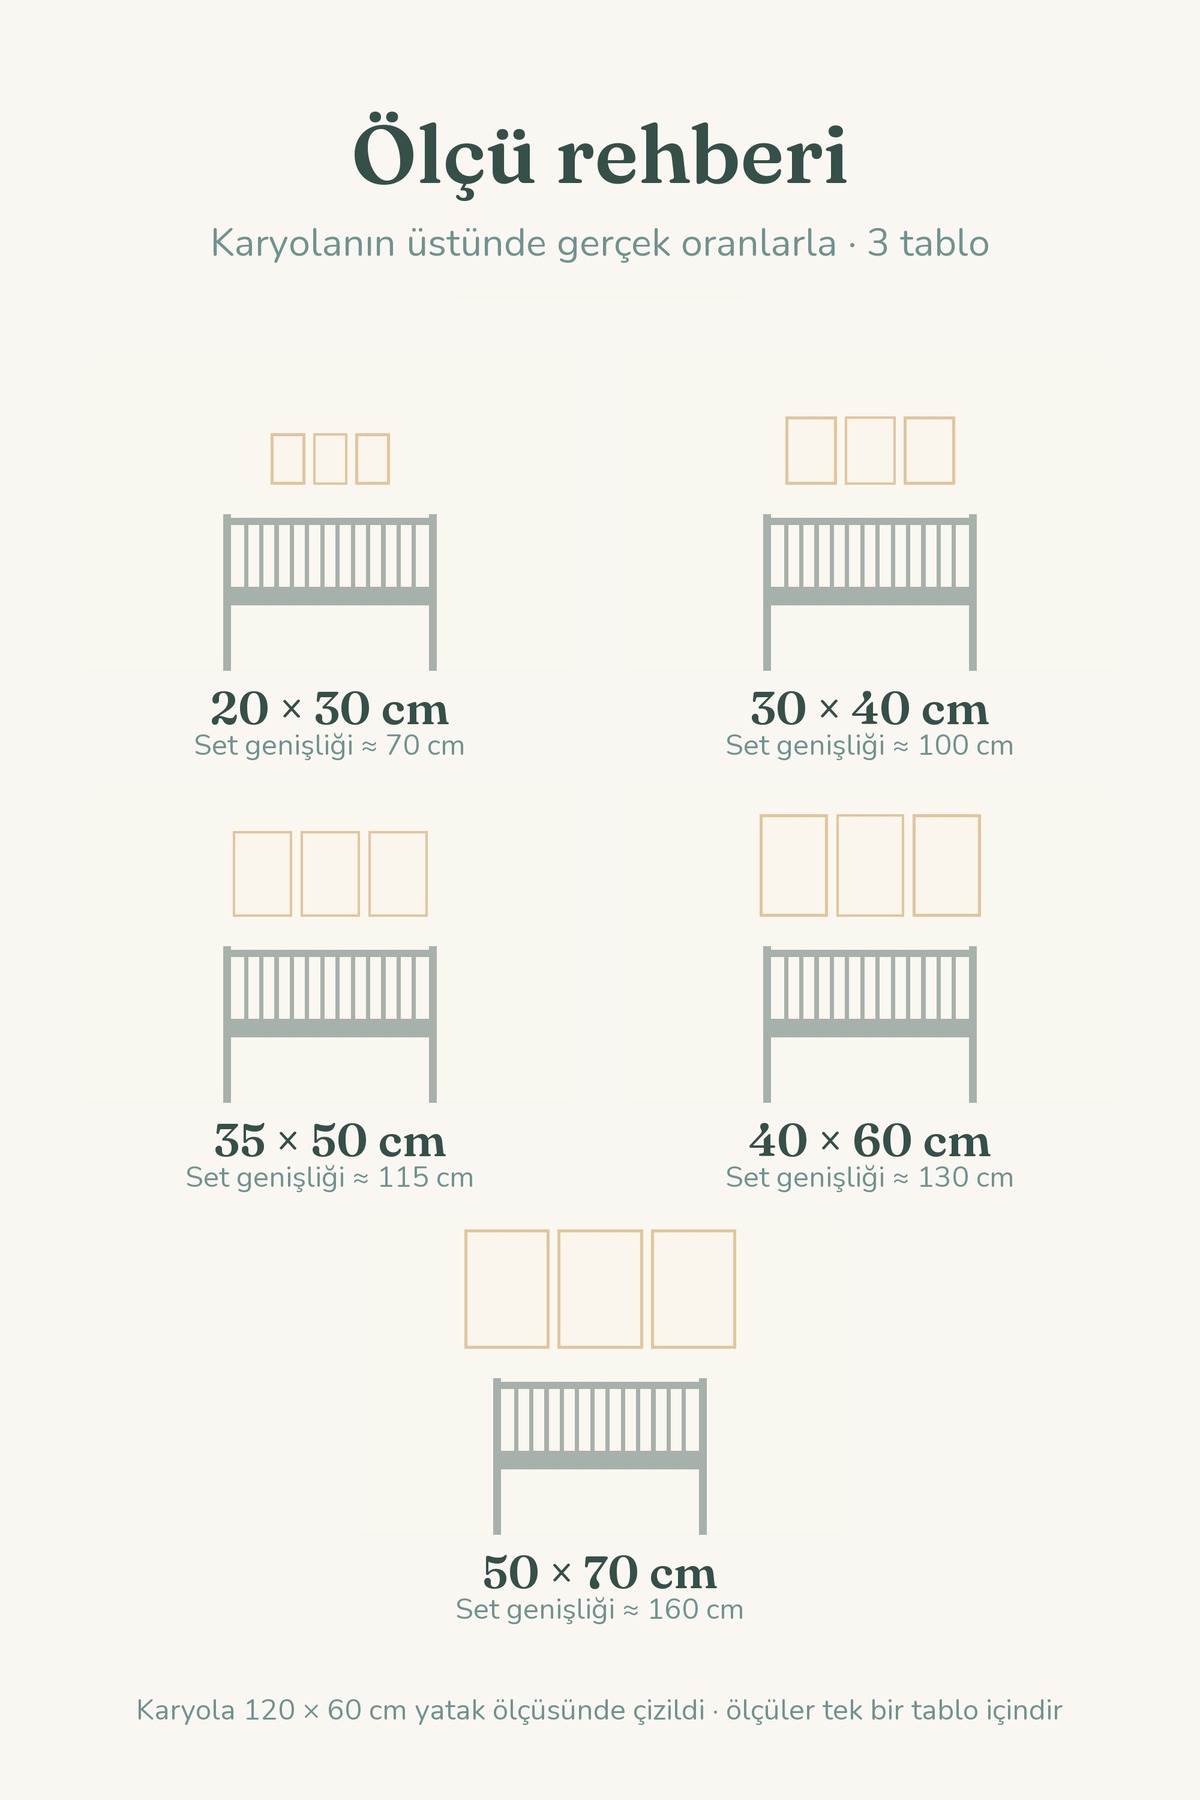 Ölçü rehberi
Karyolanın üstünde gerçek oranlarla · 3 tablo
20 × 30 cm
Set genişliği ≈ 70 cm
30 × 40 cm
Set genişliği ≈ 100 cm
35 × 50 cm
Set genişliği ≈ 115 cm
40 × 60 cm
Set genişliği ≈ 130 cm
50 × 70 cm
Set genişliği ≈ 160 cm
Karyola 120 × 60 cm yatak ölçüsünde çizildi · ölçüler tek bir tablo içindir